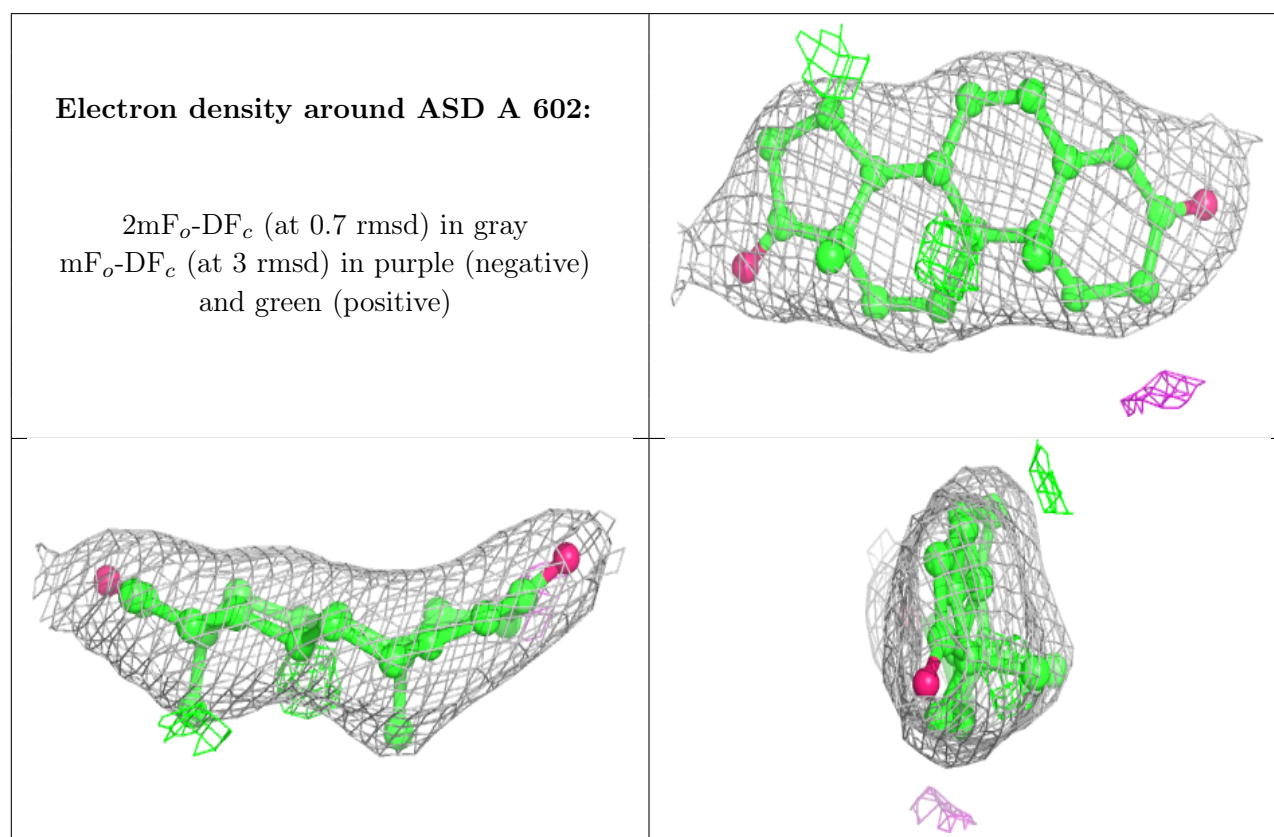 Electron density around ASD A 602:
2mFo-DFc (at 0.7 rmsd) in gray
mFo-DFc (at 3 rmsd) in purple (negative)
and green (positive)